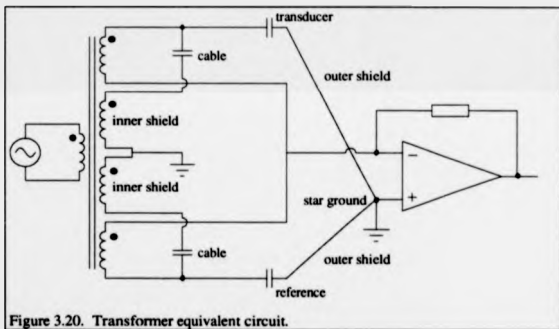 transducer
cable
outer shield
inner shield
inner shield
star ground
cable
outer shield
reference
−
+
Figure 3.20. Transformer equivalent circuit.